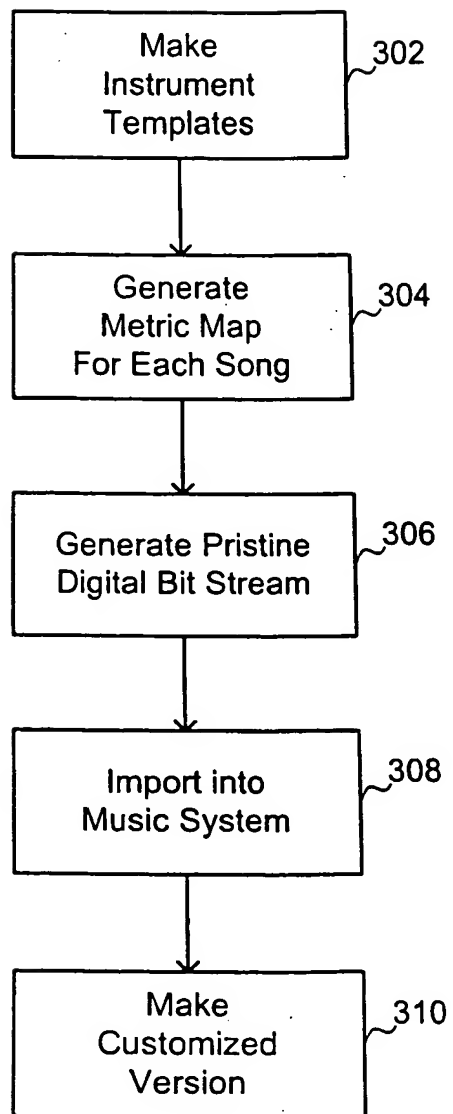 Make
Instrument
Templates
302
Generate
Metric Map
For Each Song
304
Generate Pristine
Digital Bit Stream
306
Import into
Music System
308
Make
Customized
Version
310